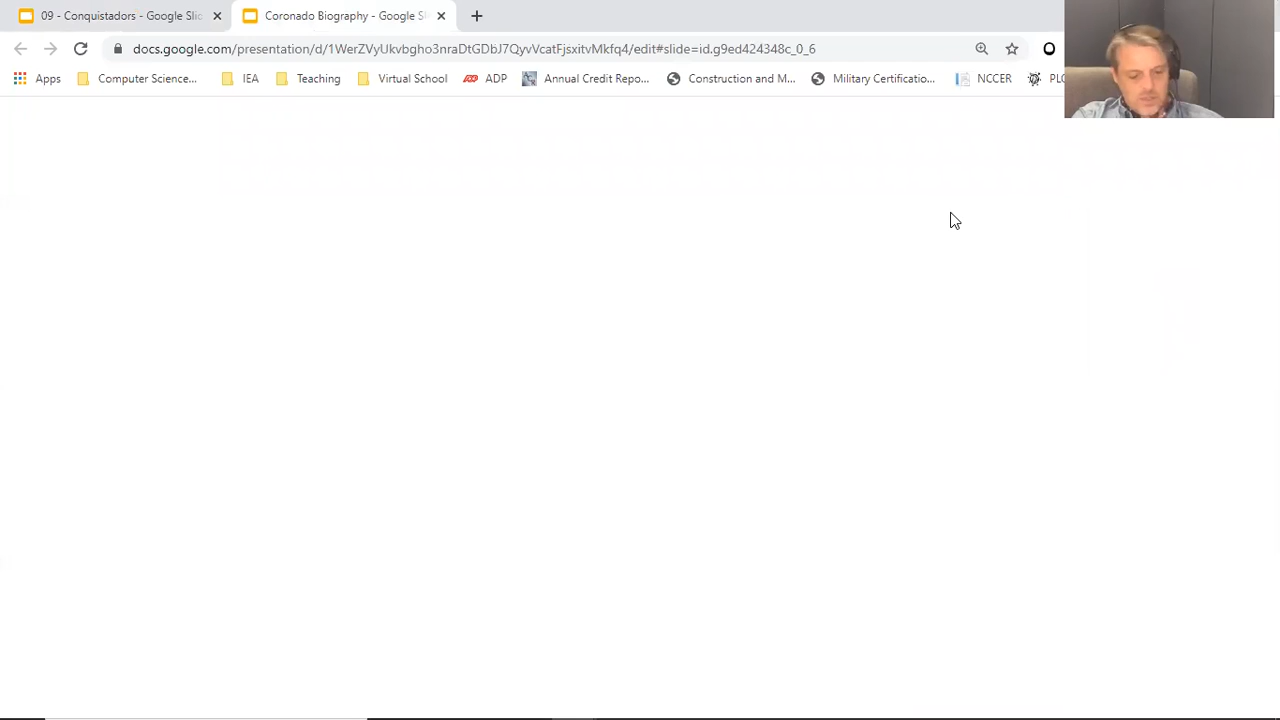 09 - Conquistadors - Google Slic
Coronado Biography - Google Sl
docs.google.com/presentation/d/1WerZVyUkvbgho3nraDtGDbJ7QyvVcatFjsxitvMkfq4/edit#slide=id.g9ed424348c_0_6
Apps Computer Science... IEA Teaching Virtual School ADP Annual Credit Repo... Construction and M... Military Certificatio... NCCER PLC